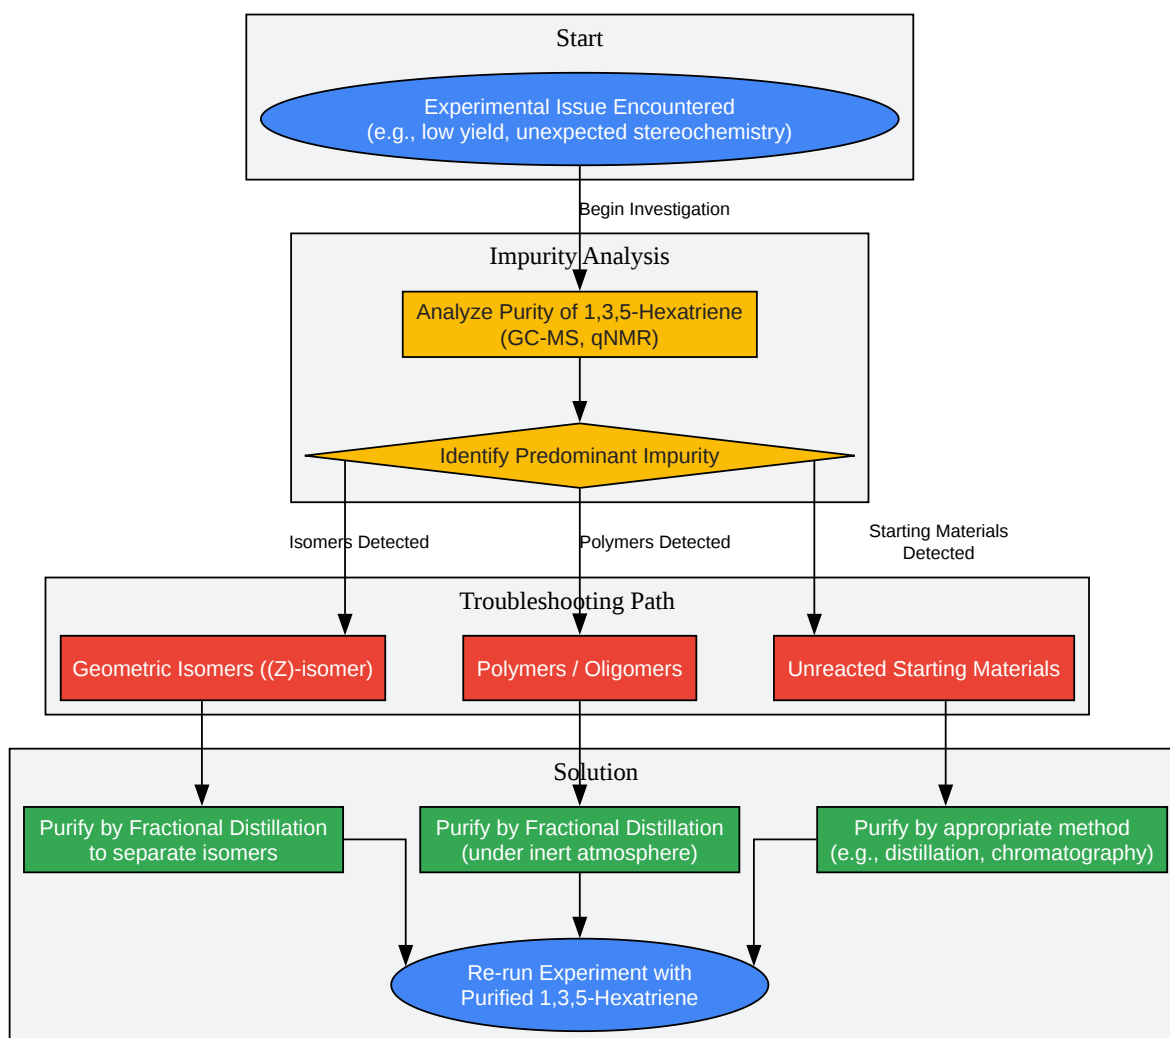 Start
Experimental Issue Encountered
(e.g., low yield, unexpected stereochemistry)
Begin Investigation
Impurity Analysis
Analyze Purity of 1,3,5-Hexatriene
(GC-MS, qNMR)
Identify Predominant Impurity
Isomers Detected
Polymers Detected
Starting Materials
Detected
Troubleshooting Path
Geometric Isomers ((Z)-isomer)
Polymers / Oligomers
Unreacted Starting Materials
Solution
Purify by Fractional Distillation
to separate isomers
Purify by Fractional Distillation
(under inert atmosphere)
Purify by appropriate method
(e.g., distillation, chromatography)
Re-run Experiment with
Purified 1,3,5-Hexatriene